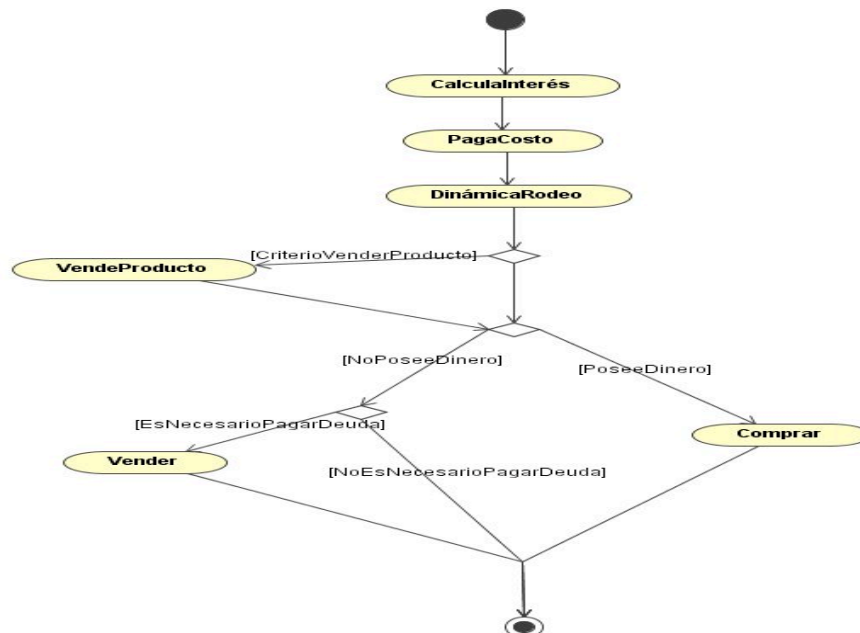 CalculaInterés
PagaCosto
DinámicaRodeo
[CriterioVenderProducto]
VendeProducto
[NoPoseeDinero]
[PoseeDinero]
[EsNecesarioPagarDeuda]
Comprar
Vender
[NoEsNecesarioPagarDeuda]